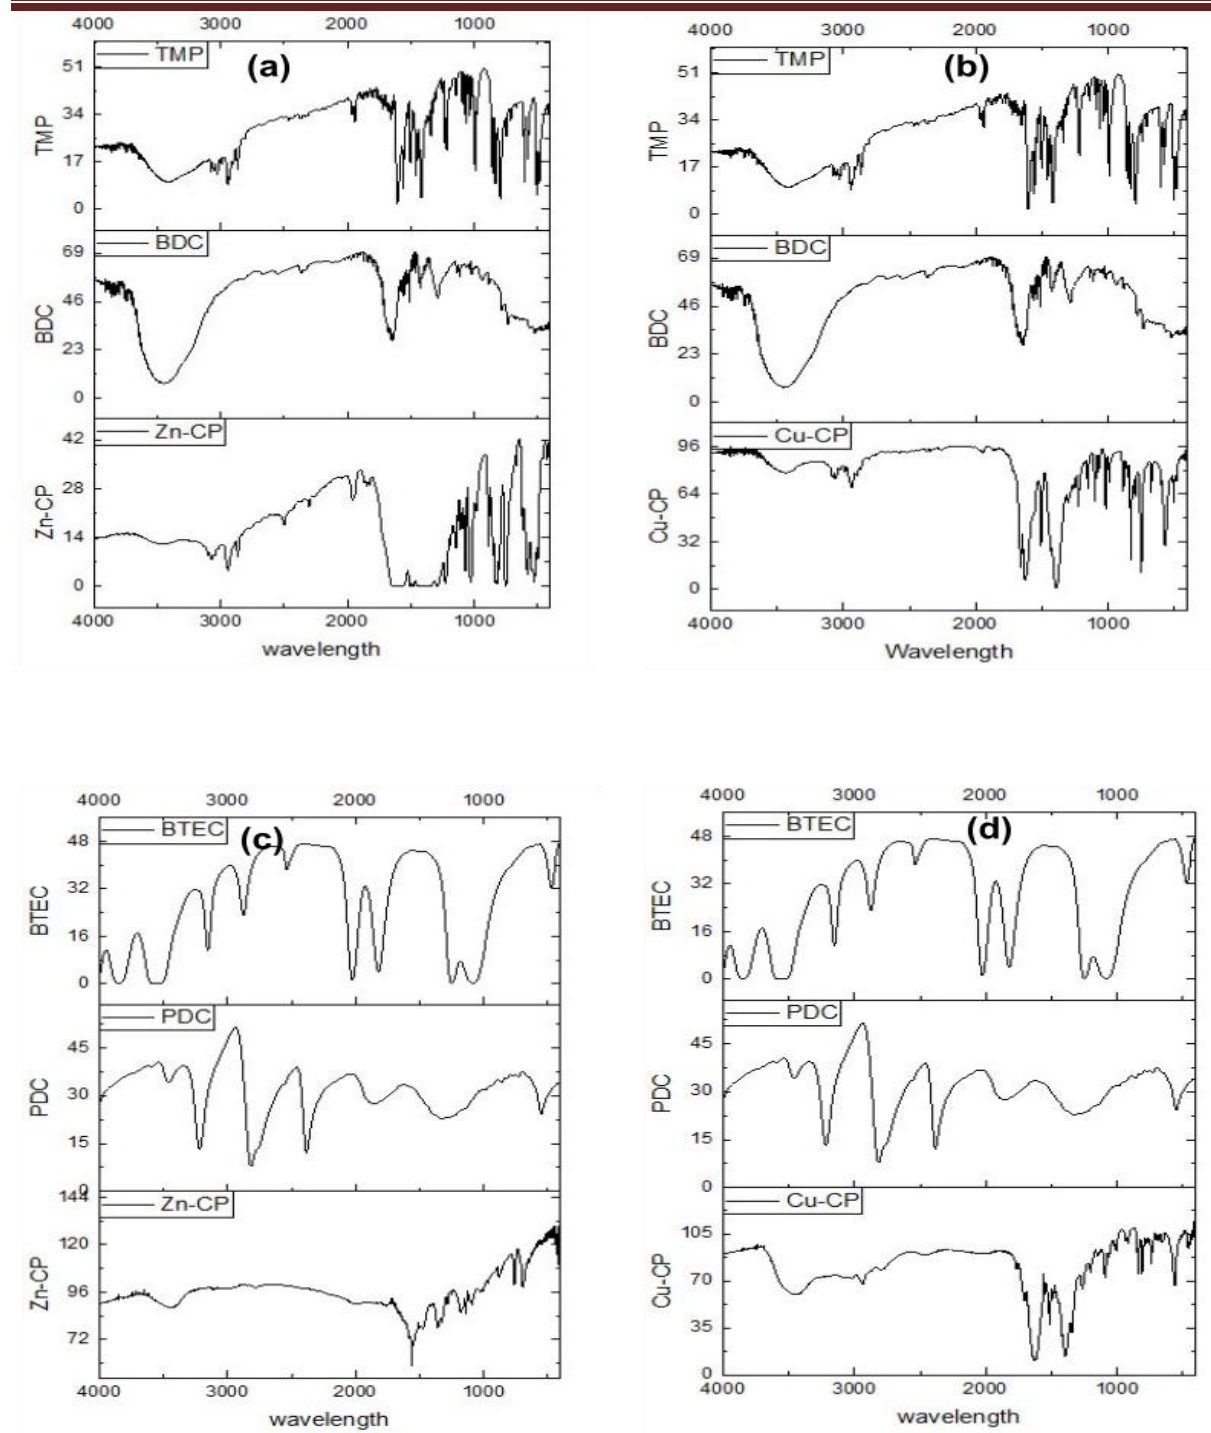 4000 3000 2000 1000
TMP
(a)
51
34
17
0
TMP
BDC
69
46
23
0
BDC
Zn-CP
42
28
14
0
Zn-CP
4000 3000 2000 1000
wavelength
4000 3000 2000 1000
TMP
(b)
51
34
17
0
TMP
BDC
69
46
23
0
BDC
Cu-CP
96
64
32
0
Cu-CP
4000 3000 2000 1000
Wavelength
4000 3000 2000 1000
BTEC
(c)
48
32
16
0
BTEC
PDC
45
30
15
0
PDC
Zn-CP
144
120
96
72
Zn-CP
4000 3000 2000 1000
wavelength
4000 3000 2000 1000
BTEC
(d)
48
32
16
0
BTEC
PDC
45
30
15
0
PDC
Cu-CP
105
70
35
0
Cu-CP
4000 3000 2000 1000
wavelength